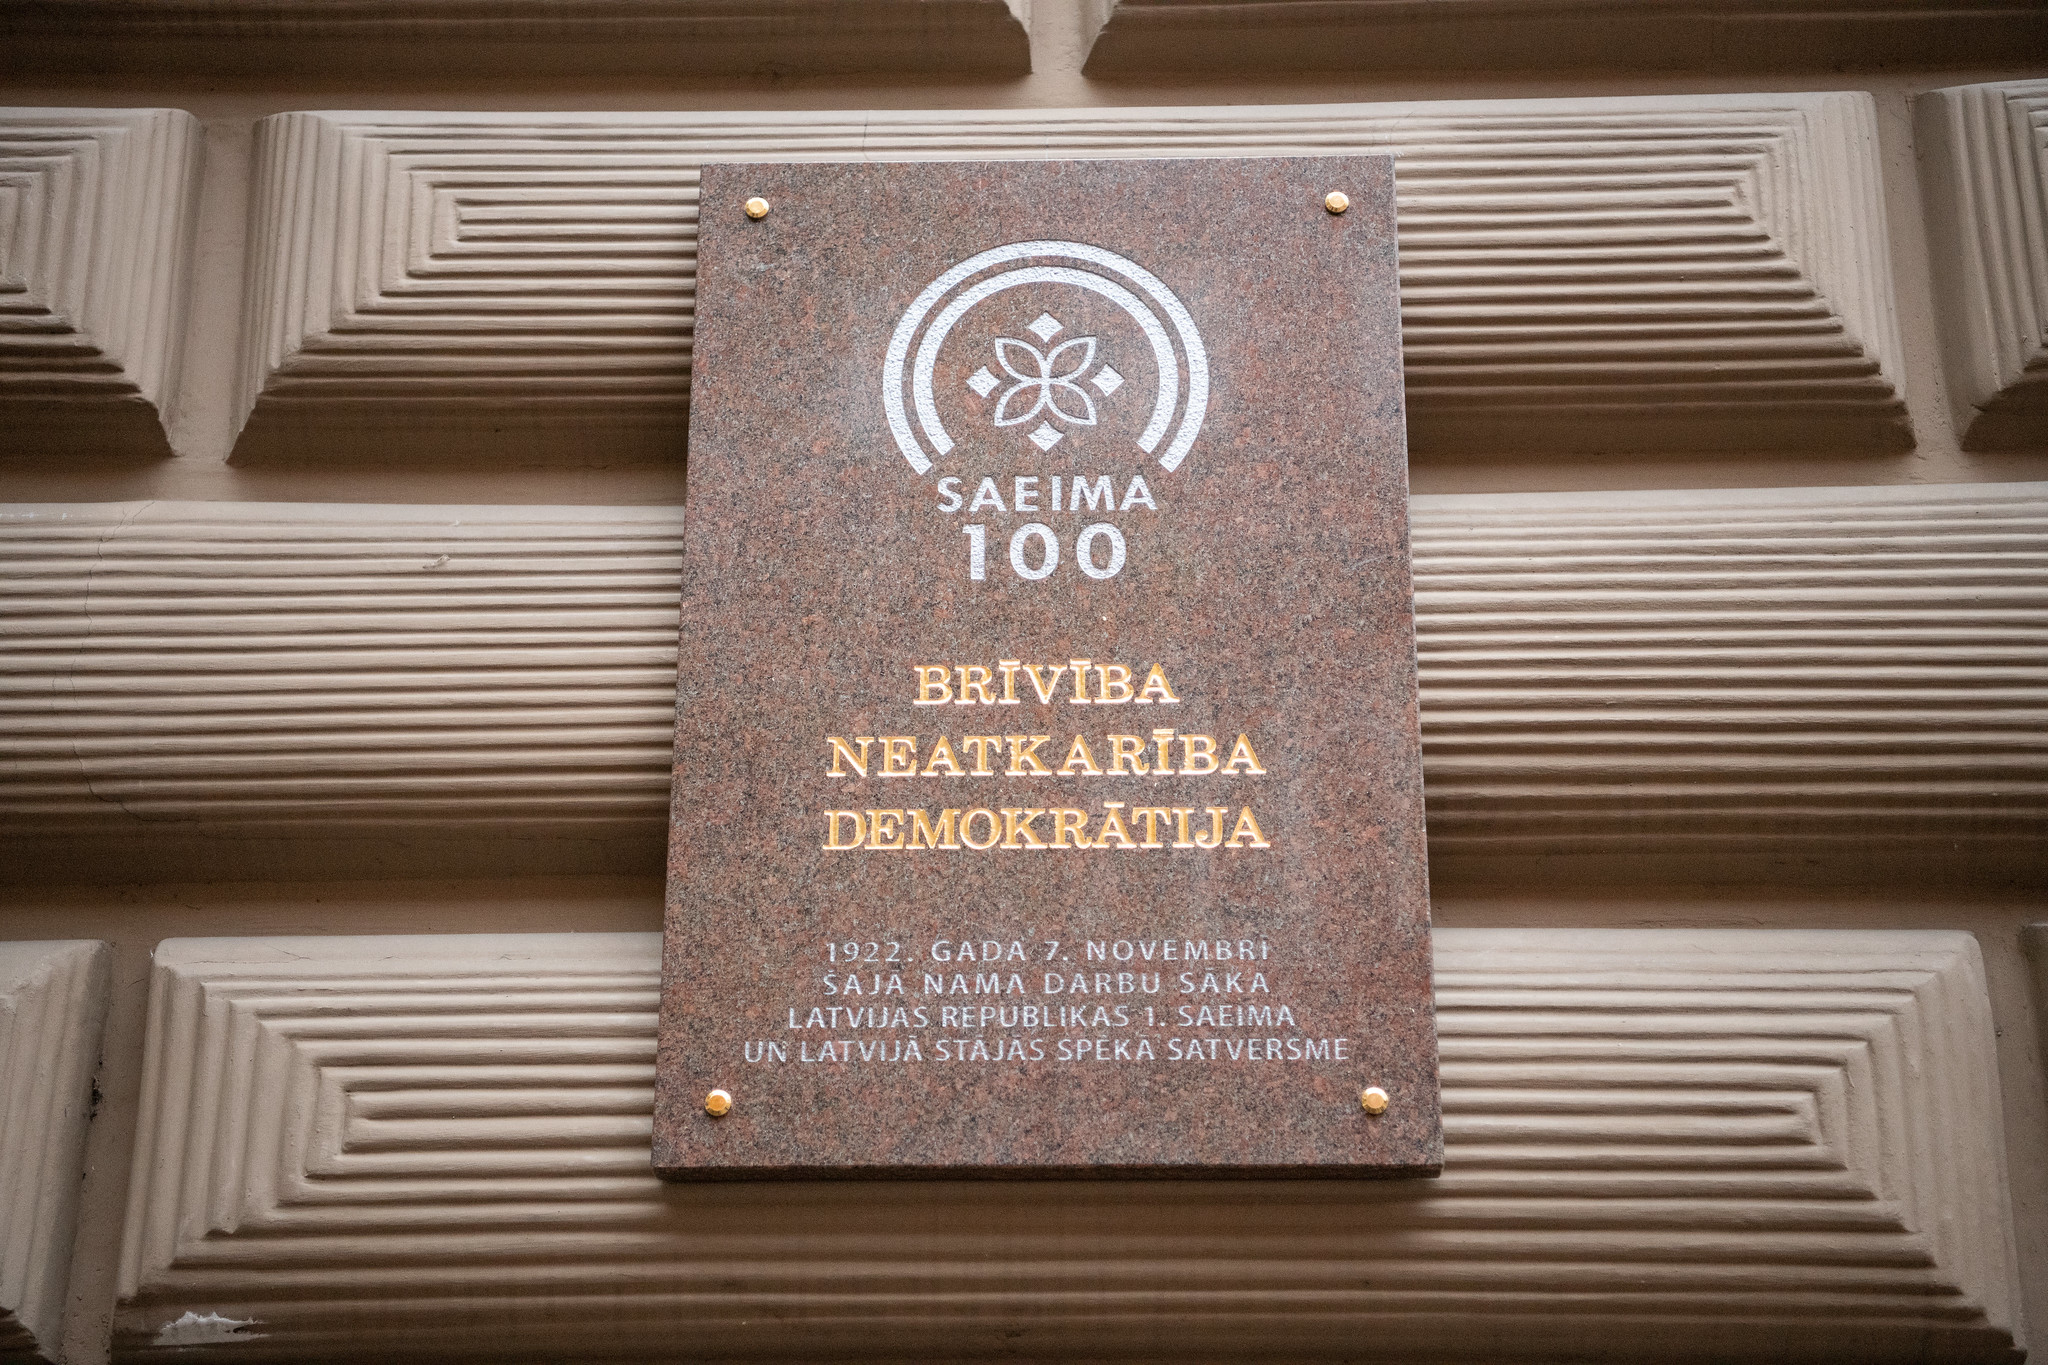 SAEIMA
100
BRĪVĪBA
NEATKARĪBA
DEMOKRĀTIJA
1922. GADA 7. NOVEMBRĪ
ŠAJĀ NAMĀ DARBU SĀKA
LATVIJAS REPUBLIKAS 1. SAEIMA
UN LATVIJĀ STĀJĀS SPĒKĀ SATVERSME